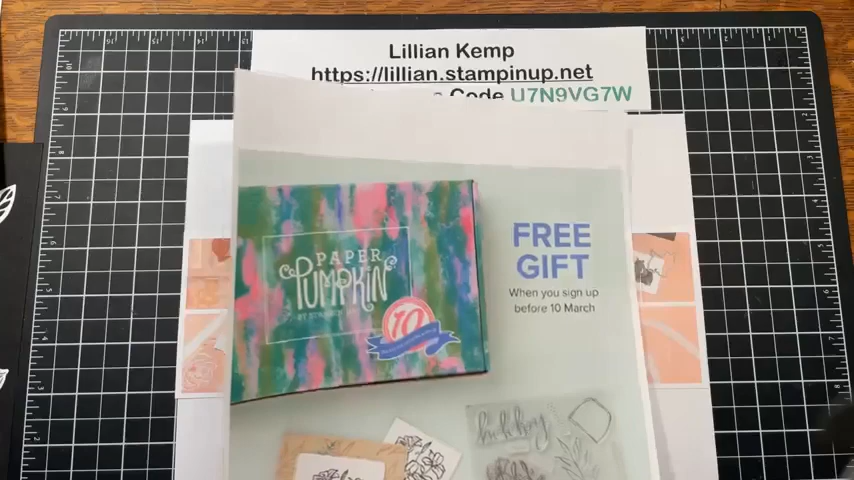 Lillian Kemp
https://lillian.stampinup.net
Code U7N9VG7W
PAPER
PUMPKIN
10
FREE
GIFT
When you sign up
before 10 March